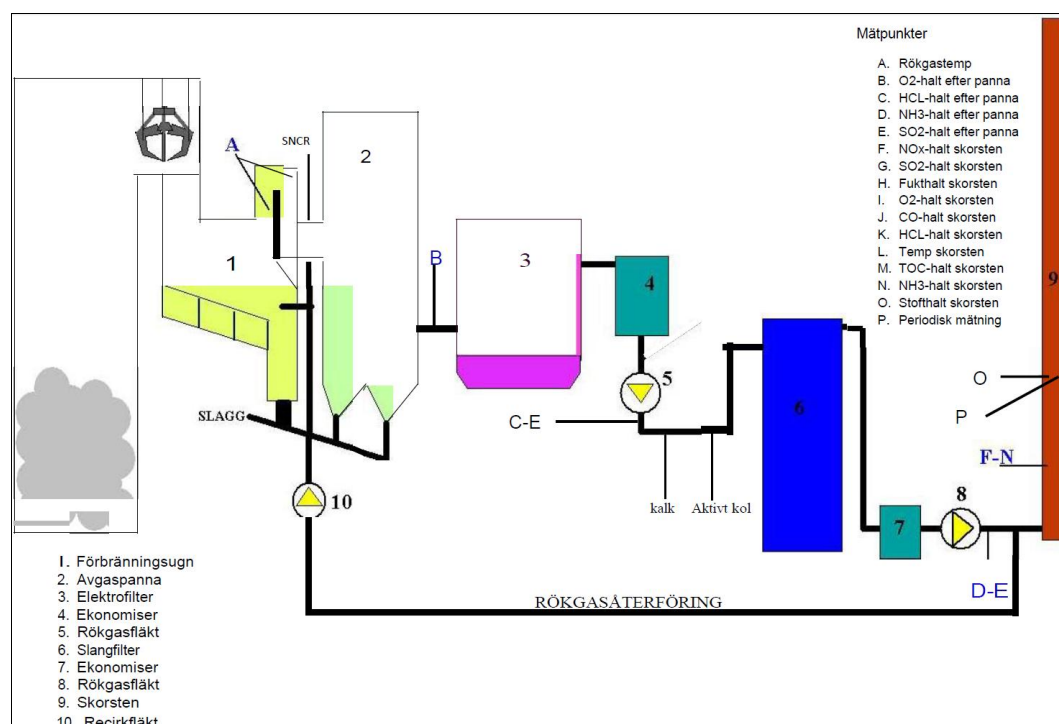 Mätpunkter
A. Rökgastemp
B. O2-halt efter panna
C. HCL-halt efter panna
D. NH3-halt efter panna
E. SO2-halt efter panna
F. NOx-halt skorsten
G. SO2-halt skorsten
H. Fukthalt skorsten
I. O2-halt skorsten
J. CO-halt skorsten
K. HCL-halt skorsten
L. Temp skorsten
M. TOC-halt skorsten
N. NH3-halt skorsten
O. Stofthalt skorsten
P. Periodisk mätning
A
SNCR
2
1
B
3
4
5
6
9
SLAGG
C-E
O
P
F-N
kalk
Aktivt kol
10
7
8
D-E
RÖKGASÅTERFÖRING
1. Förbränningsugn
2. Avgaspanna
3. Elektrofilter
4. Ekonomiser
5. Rökgasfläkt
6. Slangfilter
7. Ekonomiser
8. Rökgasfläkt
9. Skorsten
10. Recirkfläkt